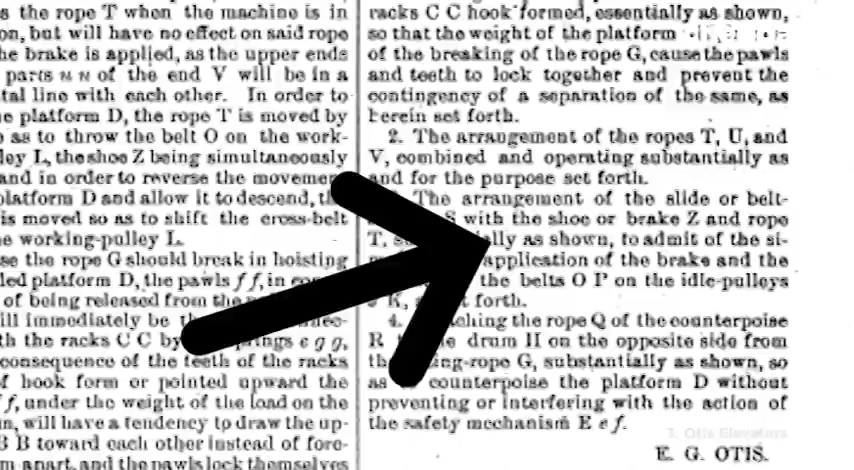 s the rope T when the machine is in
on, but will have no effect on said rope
he brake is applied, as the upper ends
parts n n of the end V will be in a
tal line with each other. In order to
e platform D, the rope T is moved by
o as to throw the belt O on the work-
ley L, the shoe Z being simultaneously
and in order to reverse the movemen
platform D and allow it to descend, th
is moved so as to shift the cross-belt
e working-pulley L.
se the rope G should break in hoisting
led platform D, the pawls f f, in
of being released from the
ill immediately be
th the racks C C by e g g,
consequence of the teeth of the racks
f hook form or pointed upward the
f, under the weight of the load on the
n, will have a tendency to draw the up-
B B toward each other instead of forc-
m apart, and the pawls lock themselves
racks C C hook formed, essentially as shown,
so that the weight of the platform
of the breaking of the rope G, cause the pawls
and teeth to lock together and prevent the
contingency of a separation of the same, as
herein set forth.
2. The arrangement of the ropes T, U, and
V, combined and operating substantially as
and for the purpose set forth.
The arrangement of the slide or belt-
S with the shoe or brake Z and rope
T, lly as shown, to admit of the si-
application of the brake and the
the belts O P on the idle-pulleys
K, forth.
4. ching the rope Q of the counterpoise
R drum H on the opposite side from
th ing-rope G, substantially as shown, so
as counterpoise the platform D without
preventing or interfering with the action of
the safety mechanism E e f.
E. G. OTIS.
3. Otis Elevators